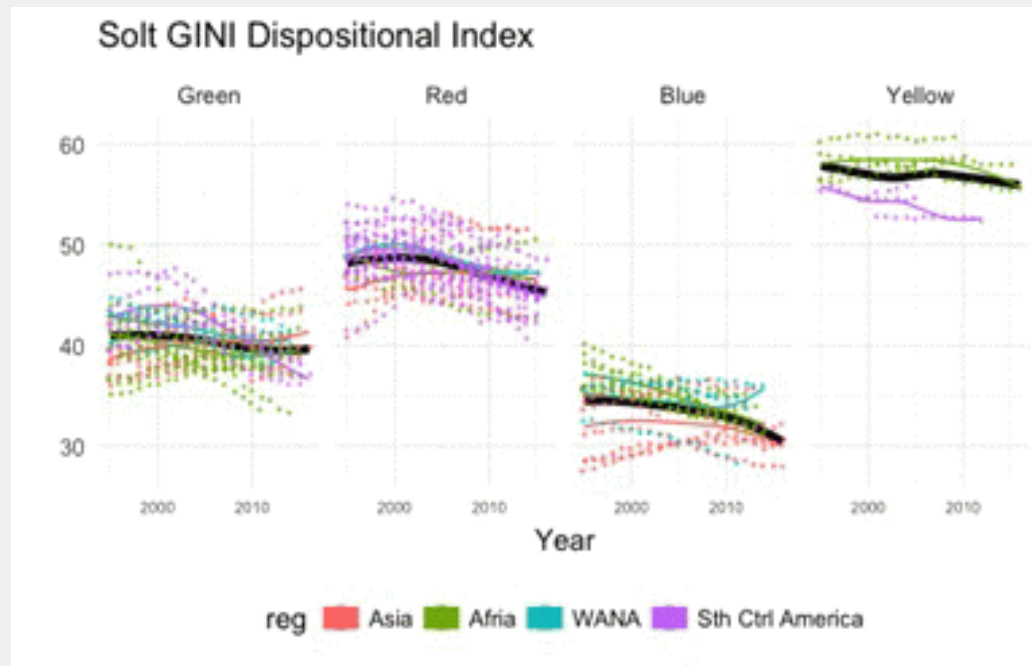 Solt GINI Dispositional Index
Green Red Blue Yellow
60
50
40
30
2000 2010 2000 2010 2000 2010 2000 2010
Year
reg Asia Afria WANA Sth Ctrl America